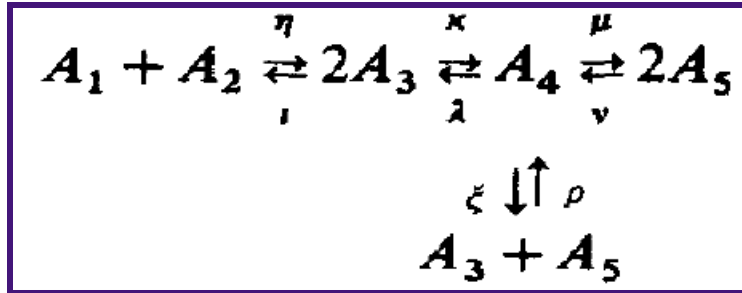 η κ μ
A₁ + A₂ ⇄ 2A₃ ⇄ A₄ ⇄ 2A₅
ι λ ν
ξ ↓↑ ρ
A₃ + A₅